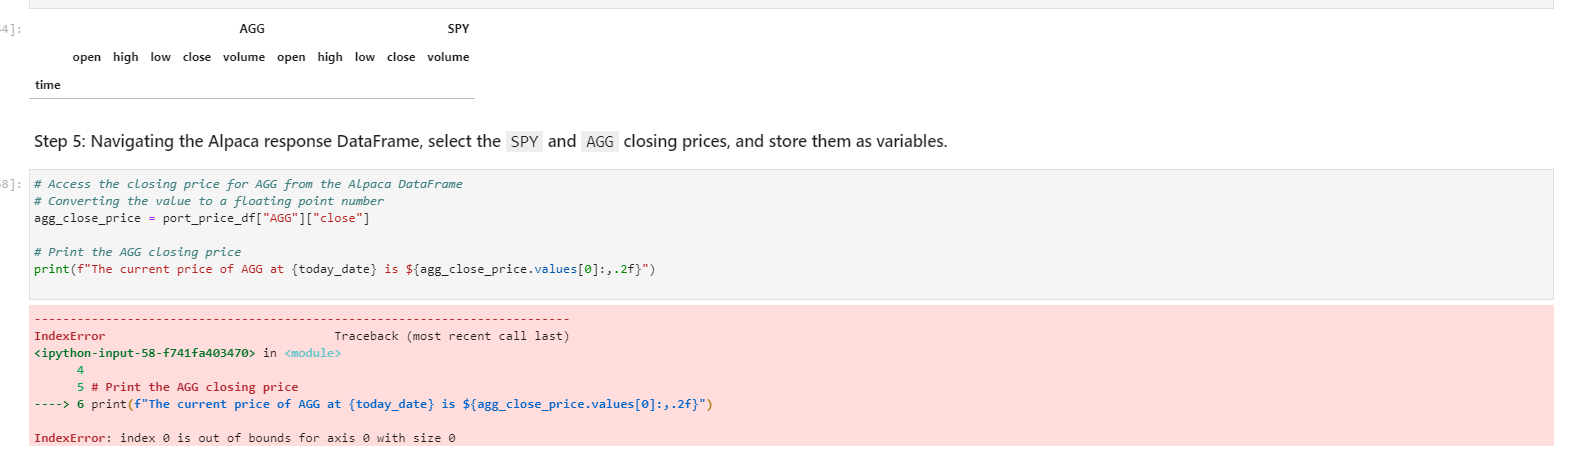 4]:
AGG SPY
open high low close volume open high low close volume
time
Step 5: Navigating the Alpaca response DataFrame, select the SPY and AGG closing prices, and store them as variables.
8]:
# Access the closing price for AGG from the Alpaca DataFrame
# Converting the value to a floating point number
agg_close_price = port_price_df["AGG"]["close"]
# Print the AGG closing price
print(f"The current price of AGG at {today_date} is ${agg_close_price.values[0]:,.2f}")
---------------------------------------------------------------------------
IndexError Traceback (most recent call last)
<ipython-input-58-f741fa403470> in <module>
4
5 # Print the AGG closing price
----> 6 print(f"The current price of AGG at {today_date} is ${agg_close_price.values[0]:,.2f}")
IndexError: index 0 is out of bounds for axis 0 with size 0